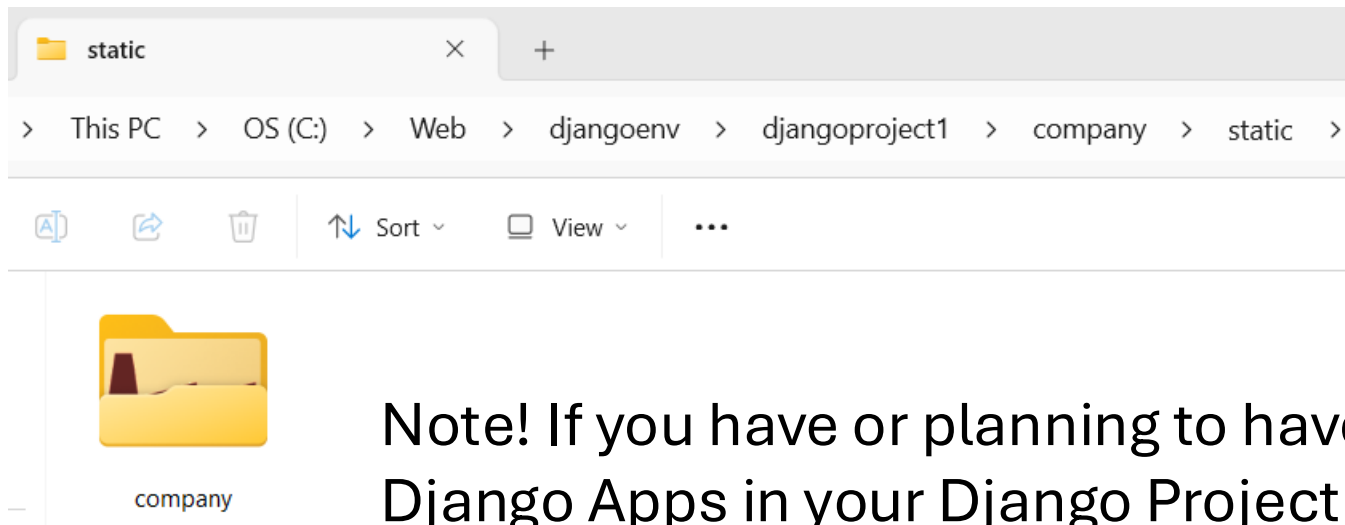 static
This PC > OS (C:) > Web > djangoenv > djangoproject1 > company > static >
Sort View
company
Note! If you have or planning to have
Django Apps in your Django Project